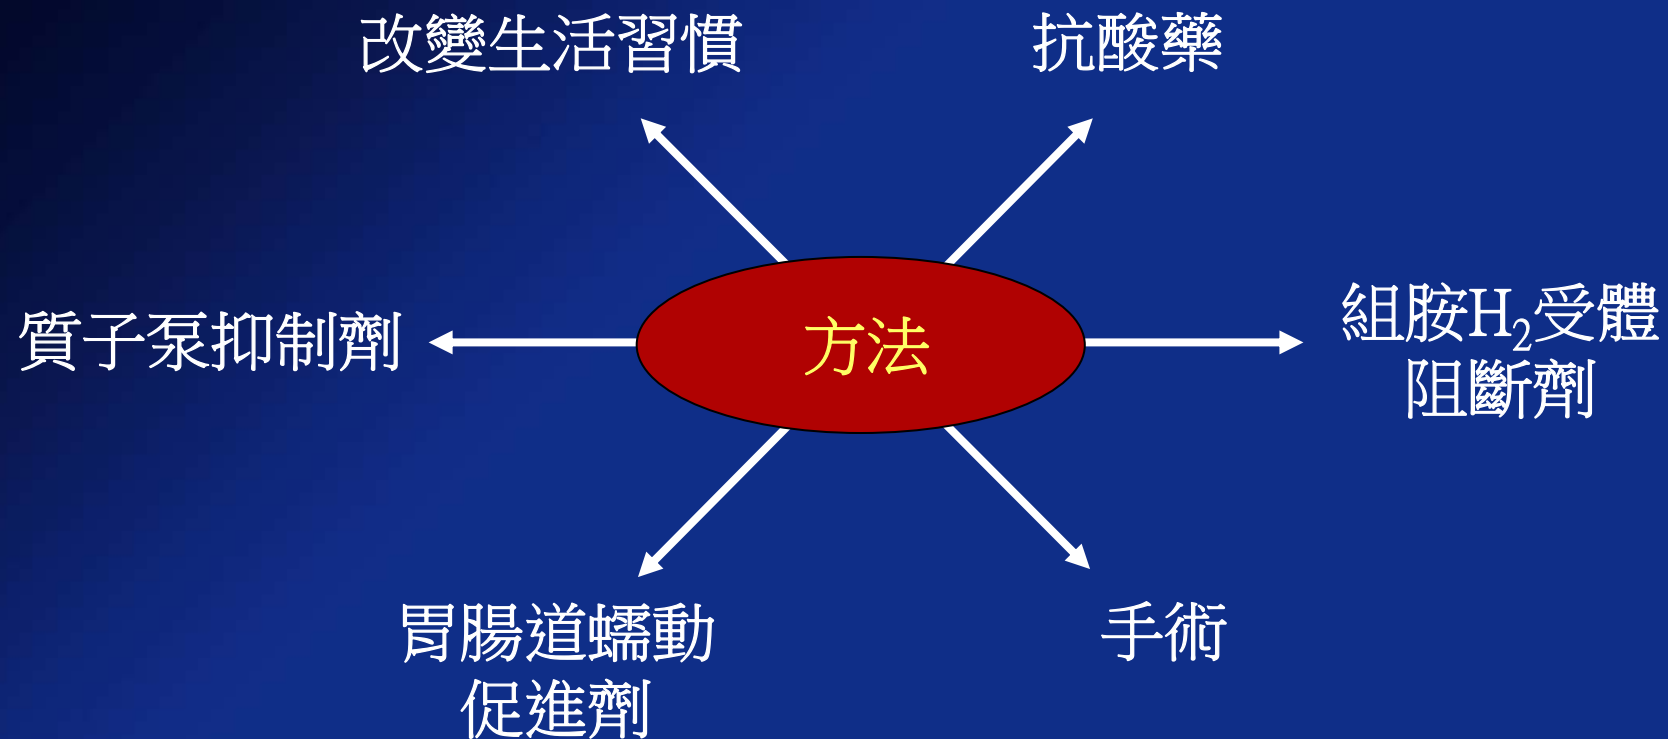 改變生活習慣
抗酸藥
質子泵抑制劑
方法
組胺H₂受體
阻斷劑
胃腸道蠕動
促進劑
手術